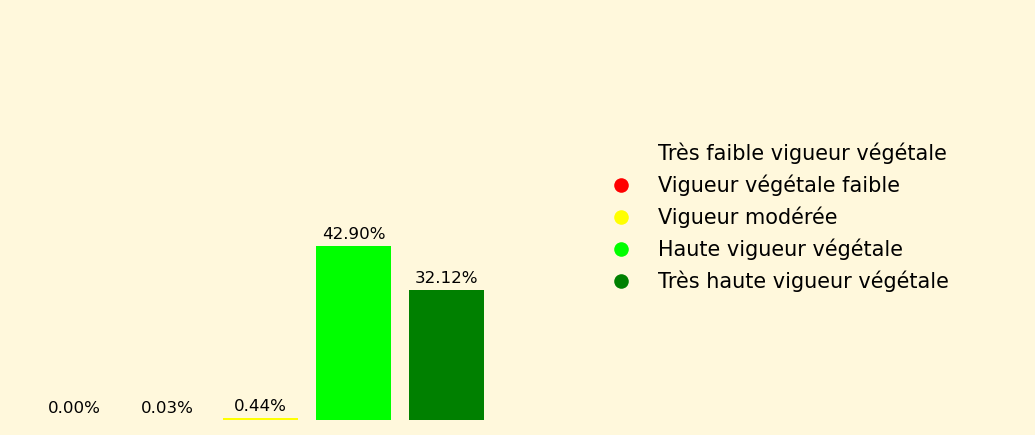 Très faible vigueur végétale
Vigueur végétale faible
Vigueur modérée
Haute vigueur végétale
Très haute vigueur végétale
42.90%
32.12%
0.00%
0.03%
0.44%